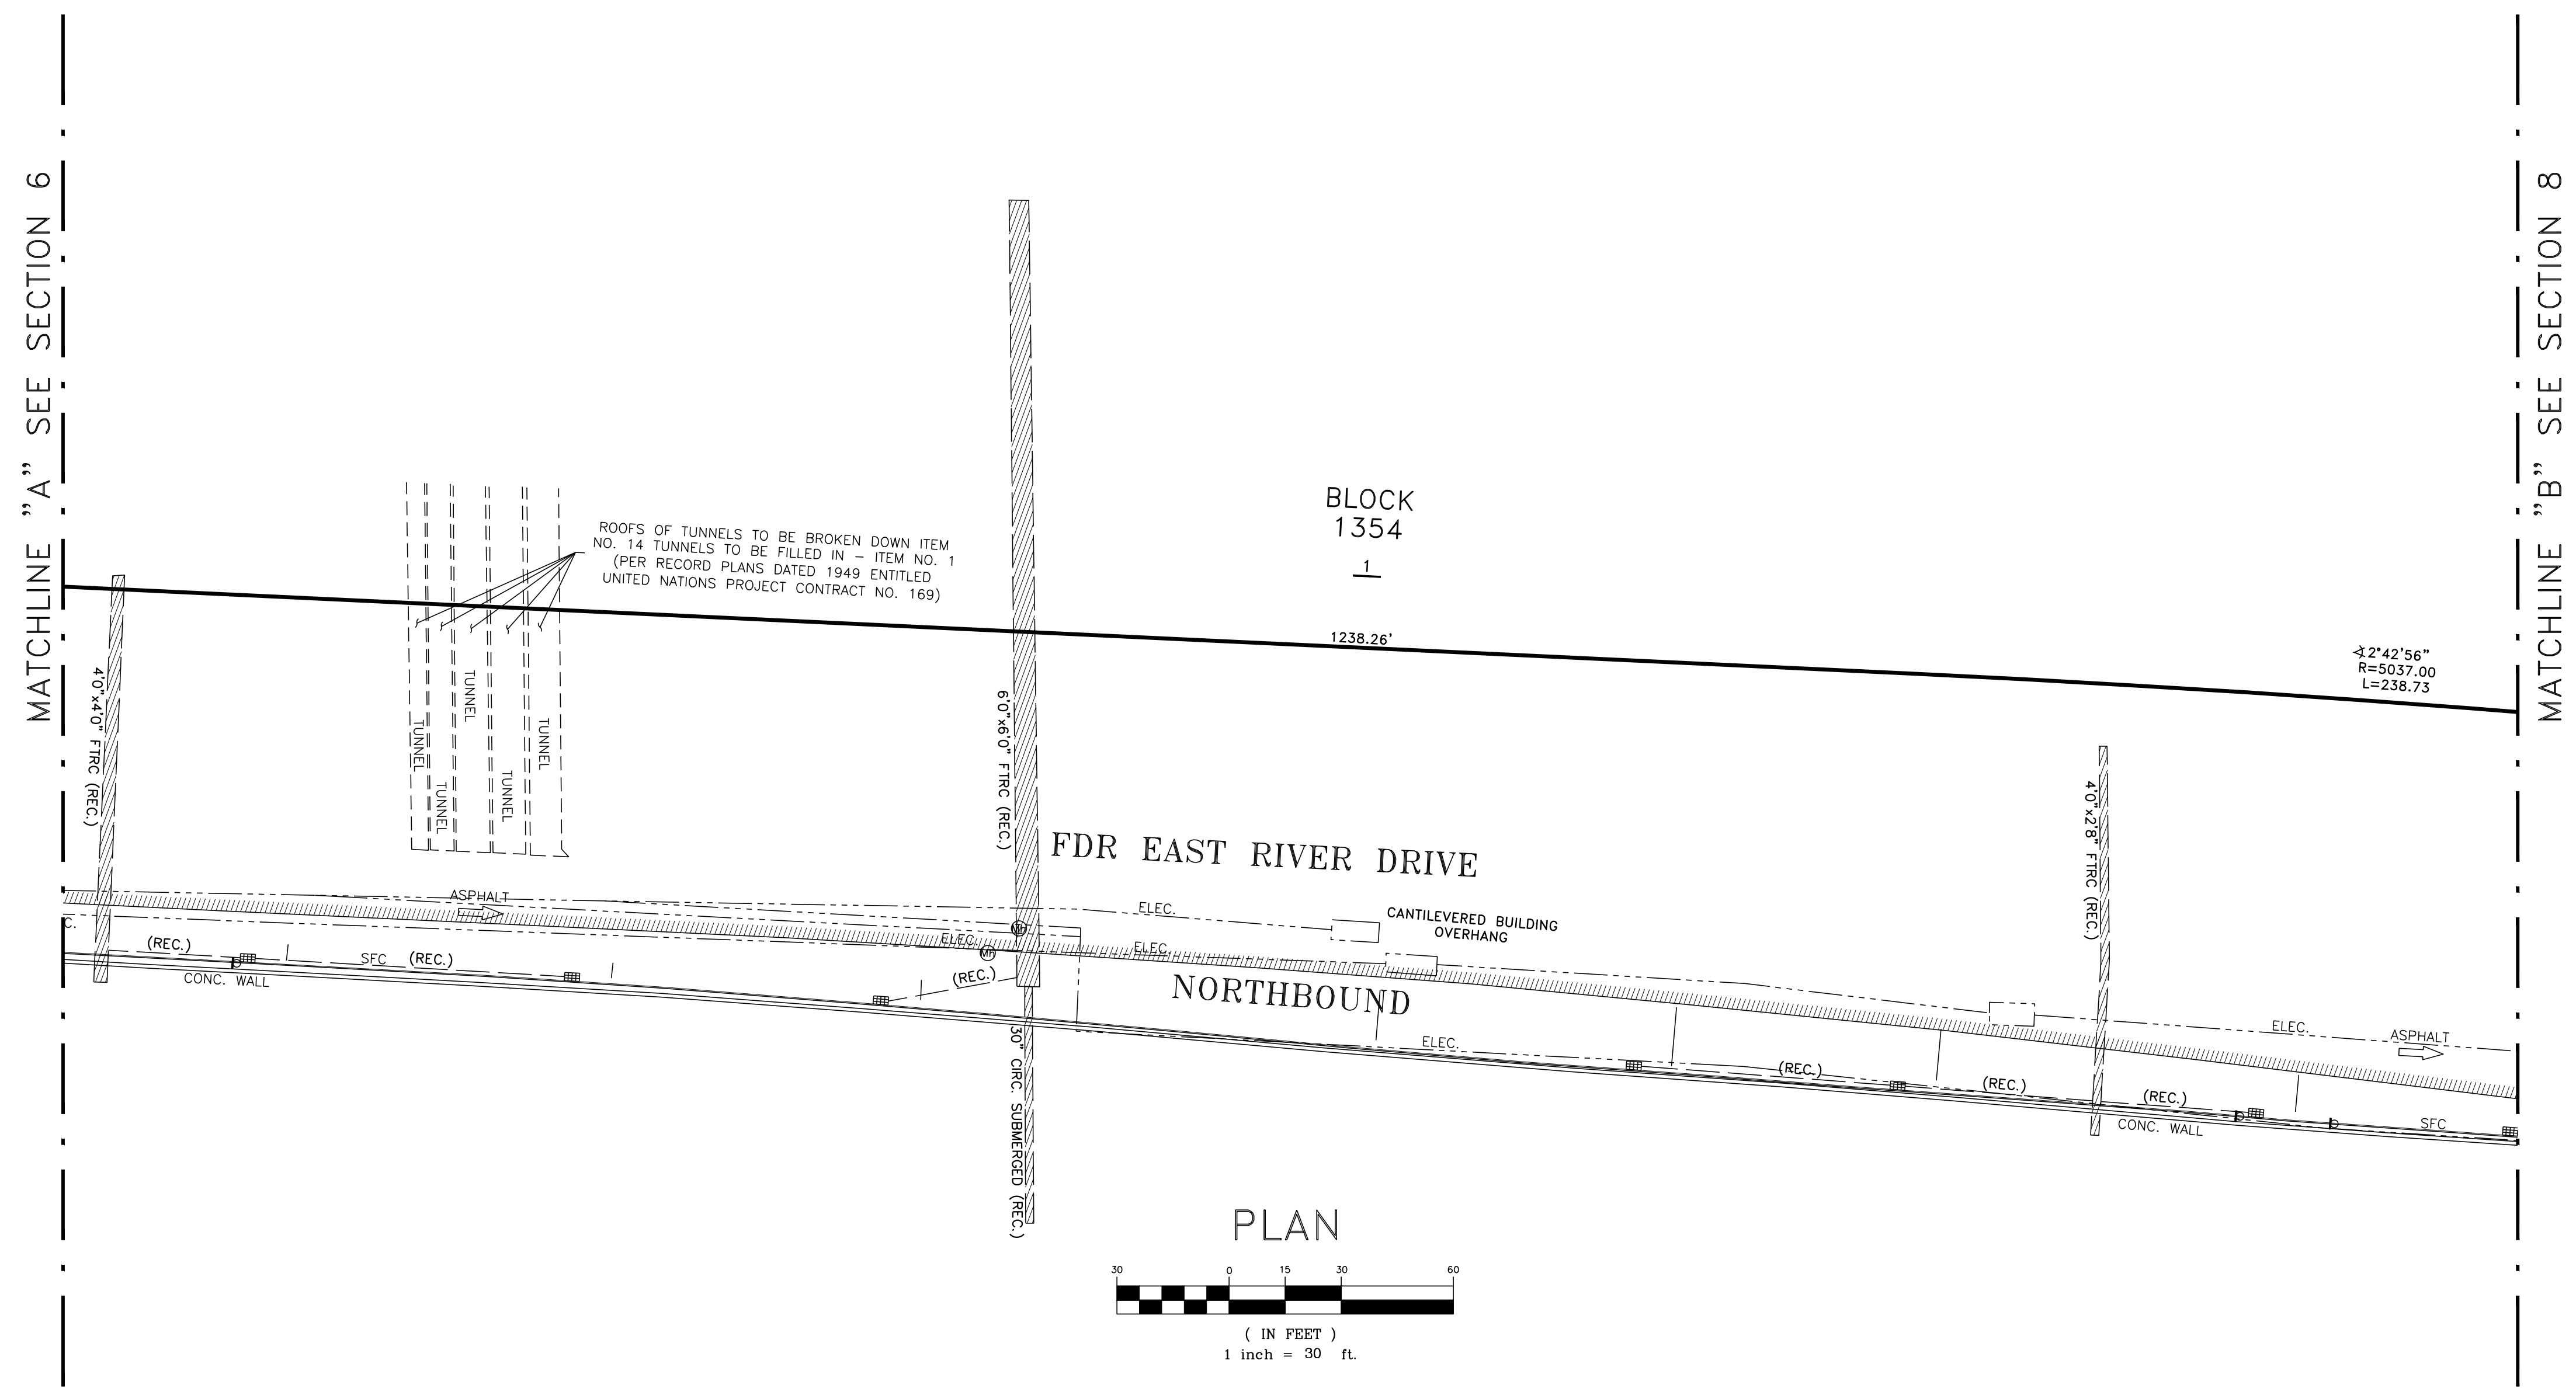 MATCHLINE "A" SEE SECTION 6
MATCHLINE "B" SEE SECTION 8
BLOCK
1354
1
ROOFS OF TUNNELS TO BE BROKEN DOWN ITEM
NO. 14 TUNNELS TO BE FILLED IN – ITEM NO. 1
(PER RECORD PLANS DATED 1949 ENTITLED
UNITED NATIONS PROJECT CONTRACT NO. 169)
1238.26'
2°42'56"
R=5037.00
L=238.73
4'0"x4'0" FTRC (REC.)
TUNNEL
TUNNEL
TUNNEL
TUNNEL
TUNNEL
6'0"x6'0" FTRC (REC.)
4'0"x2'8" FTRC (REC.)
FDR EAST RIVER DRIVE
ASPHALT
ELEC.
CANTILEVERED BUILDING
OVERHANG
C.
(REC.)
SFC (REC.)
CONC. WALL
ELEC.
Mh
Mh
ELEC.
(REC.)
NORTHBOUND
ELEC.
ELEC.
ASPHALT
(REC.)
(REC.)
(REC.)
CONC. WALL
SFC
30" CIRC. SUBMERGED (REC.)
PLAN
30 0 15 30 60
( IN FEET )
1 inch = 30 ft.